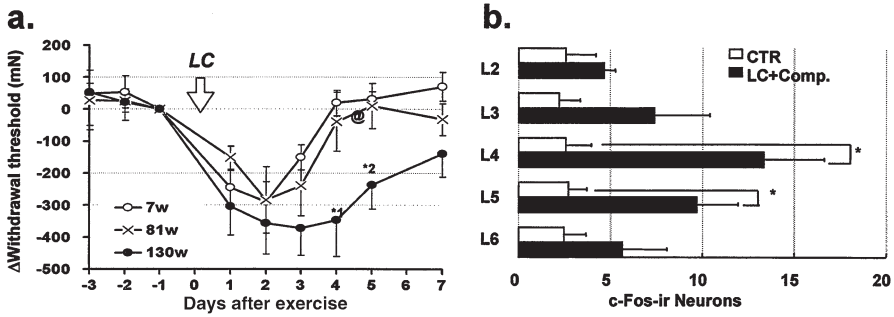 a.
LC
200
100
0
-100
-200
-300
-400
-500
ΔWithdrawal threshold (mN)
@
*1
*2
7w
81w
130w
-3 -2 -1 0 1 2 3 4 5 7
Days after exercise
b.
CTR
LC+Comp.
L2
L3
L4
*
L5
*
L6
0 5 10 15 20
c-Fos-ir Neurons